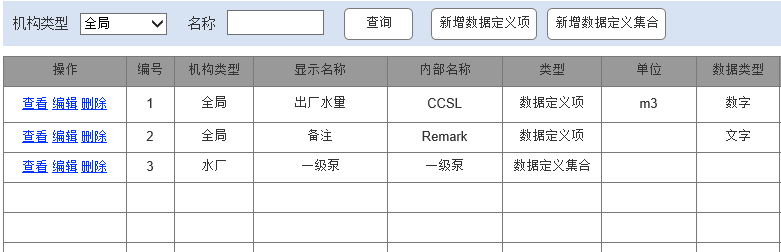 机构类型 全局 名称 查询 新增数据定义项 新增数据定义集合
操作 编号 机构类型 显示名称 内部名称 类型 单位 数据类型
查看 编辑 删除 1 全局 出厂水量 CCSL 数据定义项 m3 数字
查看 编辑 删除 2 全局 备注 Remark 数据定义项 文字
查看 编辑 删除 3 水厂 一级泵 一级泵 数据定义集合